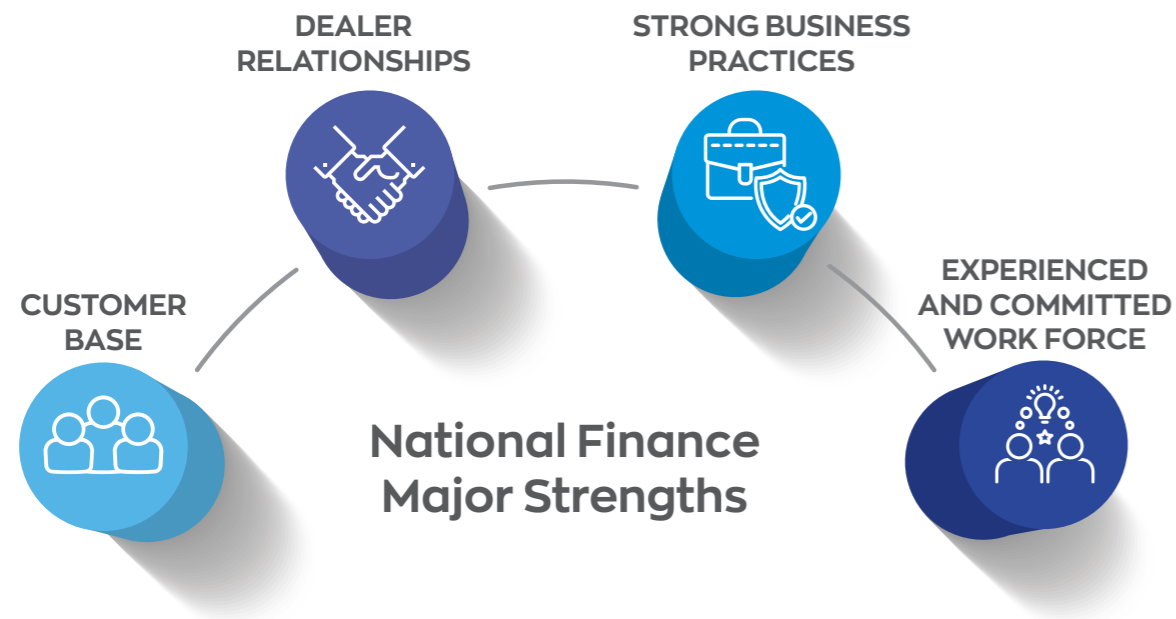 DEALER
RELATIONSHIPS
STRONG BUSINESS
PRACTICES
CUSTOMER
BASE
EXPERIENCED
AND COMMITTED
WORK FORCE
National Finance
Major Strengths